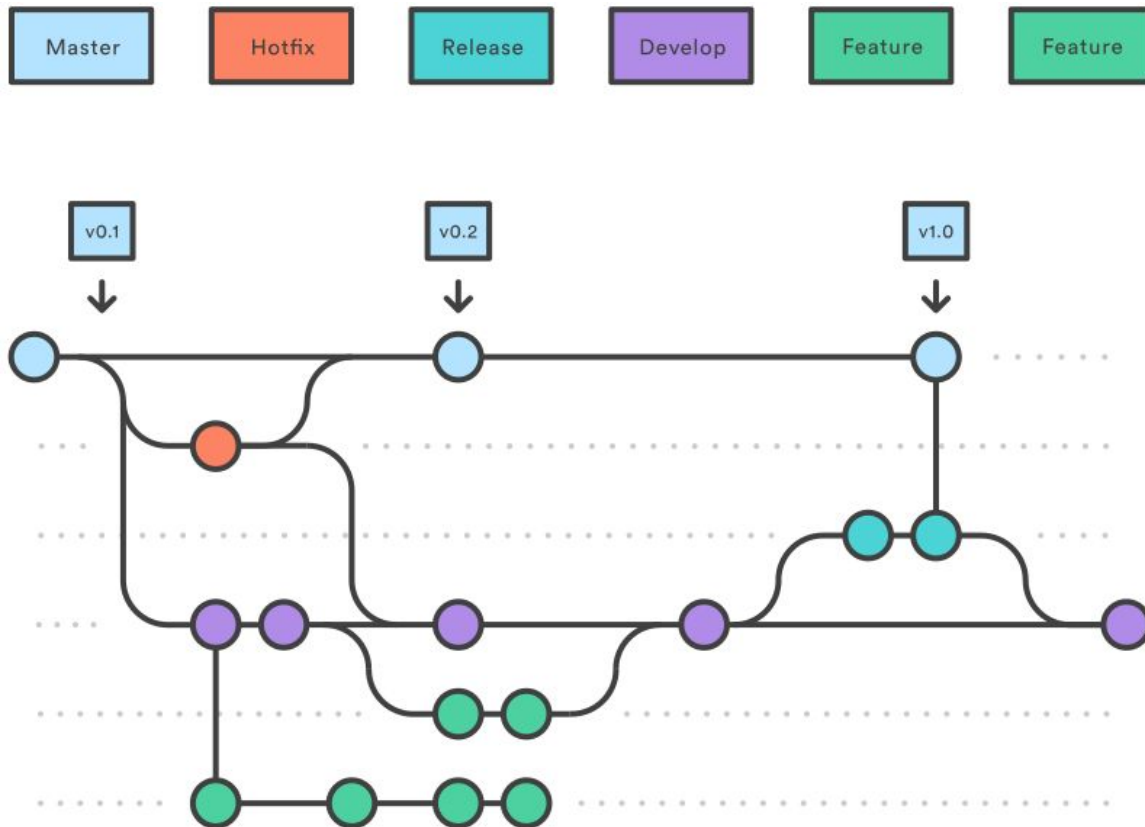 Master
Hotfix
Release
Develop
Feature
Feature
v0.1
v0.2
v1.0